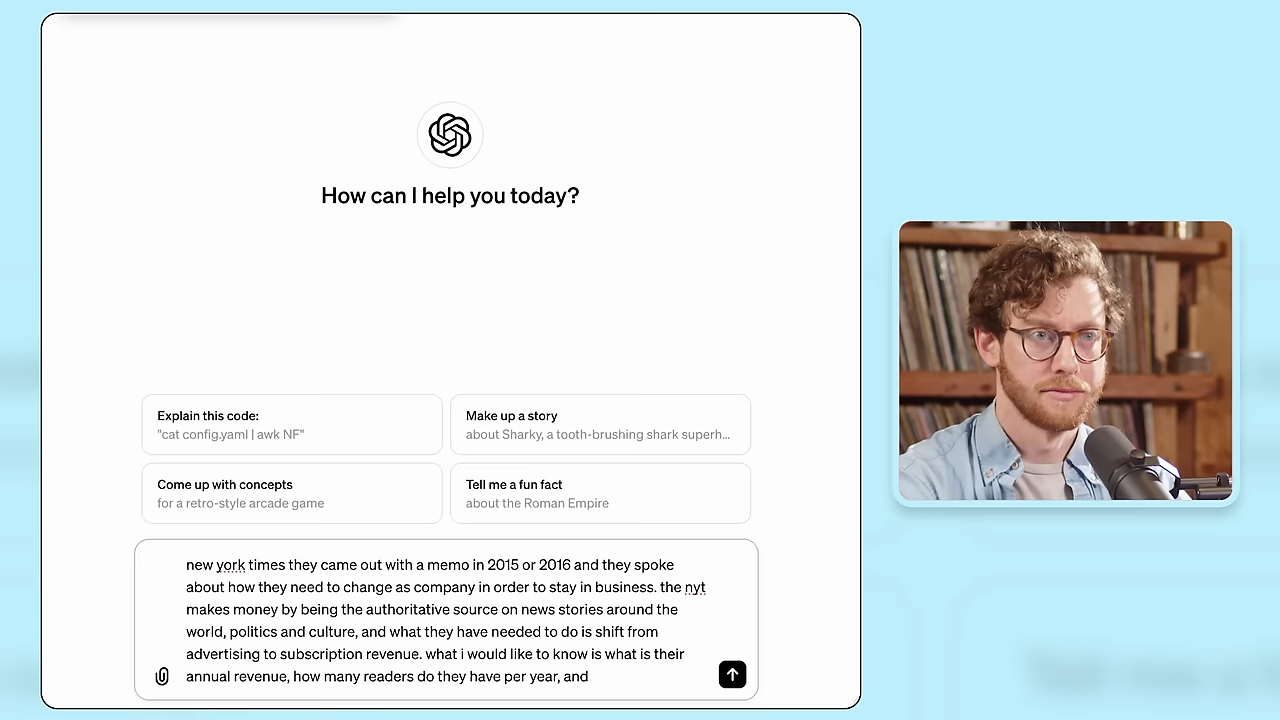 How can I help you today?
Explain this code:
"cat config.yaml | awk NF"
Make up a story
about Sharky, a tooth-brushing shark superh...
Come up with concepts
for a retro-style arcade game
Tell me a fun fact
about the Roman Empire
new york times they came out with a memo in 2015 or 2016 and they spoke
about how they need to change as company in order to stay in business. the nyt
makes money by being the authoritative source on news stories around the
world, politics and culture, and what they have needed to do is shift from
advertising to subscription revenue. what i would like to know is what is their
annual revenue, how many readers do they have per year, and